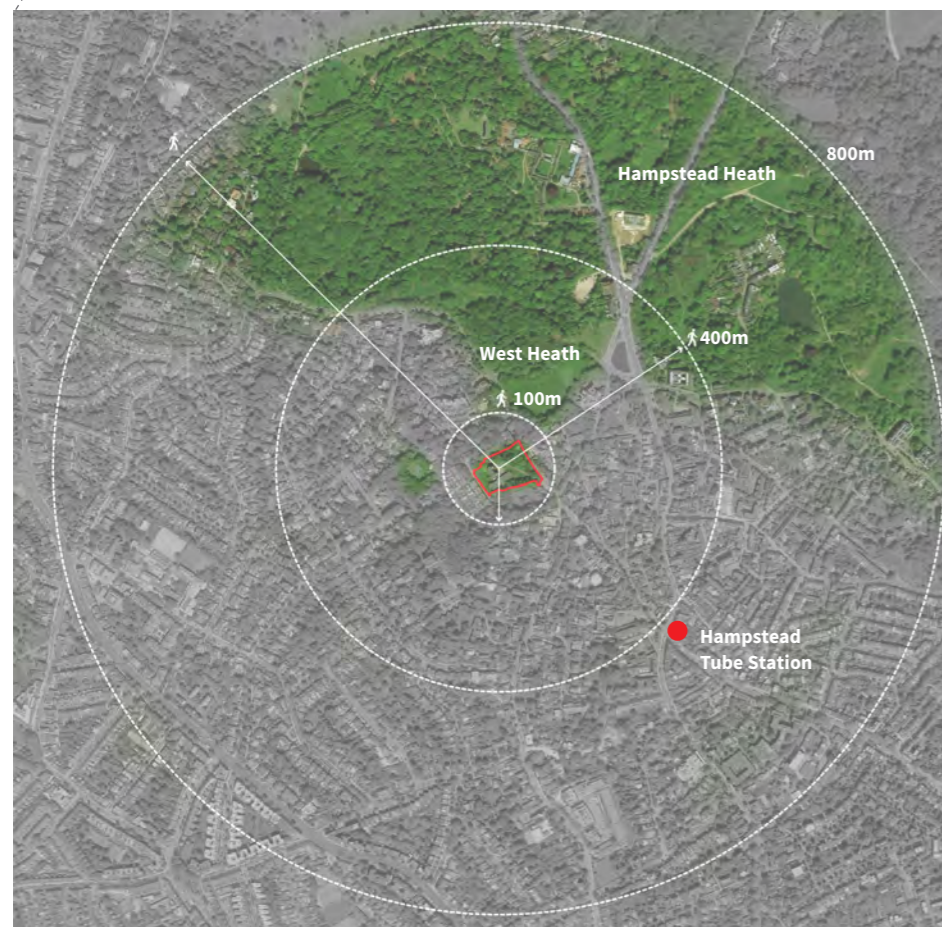 800m
Hampstead Heath
400m
West Heath
100m
Hampstead
Tube Station